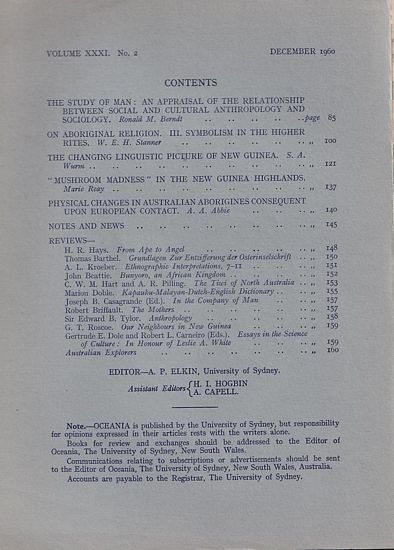 VOLUME XXXI. No. 2 DECEMBER 1960
CONTENTS
THE STUDY OF MAN: AN APPRAISAL OF THE RELATIONSHIP
BETWEEN SOCIAL AND CULTURAL ANTHROPOLOGY AND
SOCIOLOGY. Ronald M. Berndt .. .. .. .. ..page 85
ON ABORIGINAL RELIGION. III. SYMBOLISM IN THE HIGHER
RITES. W. E. H. Stanner .. .. .. .. .. .. „ 100
THE CHANGING LINGUISTIC PICTURE OF NEW GUINEA. S. A.
Wurm .. .. .. .. .. .. .. .. .. „ 121
“MUSHROOM MADNESS” IN THE NEW GUINEA HIGHLANDS.
Marie Reay .. .. .. .. .. .. .. .. „ 137
PHYSICAL CHANGES IN AUSTRALIAN ABORIGINES CONSEQUENT
UPON EUROPEAN CONTACT. A. A. Abbie .. .. .. „ 140
NOTES AND NEWS .. .. .. .. .. .. .. „ 145
REVIEWS—
H. R. Hays. From Ape to Angel .. .. .. .. .. „ 148
Thomas Barthel. Grundlagen Zur Entzifferung der Osterinselschrift .. „ 150
A. L. Kroeber. Ethnographic Interpretations, 7–11 .. .. .. „ 151
John Beattie. Bunyoro, an African Kingdom .. .. .. .. „ 152
C. W. M. Hart and A. R. Pilling. The Tiwi of North Australia .. „ 153
Marion Doble. Kapauku-Malayan-Dutch-English Dictionary .. .. „ 155
Joseph B. Casagrande (Ed.). In the Company of Man .. .. „ 157
Robert Briffault. The Mothers .. .. .. .. .. „ 157
Sir Edward B. Tylor. Anthropology .. .. .. .. .. „ 158
G. T. Roscoe. Our Neighbours in New Guinea .. .. .. „ 159
Gertrude E. Dole and Robert L. Carneiro (Eds.). Essays in the Science
of Culture: In Honour of Leslie A. White .. .. .. „ 159
Australian Explorers .. .. .. .. .. .. .. „ 160
EDITOR—A. P. ELKIN, University of Sydney.
Assistant Editors { H. I. HOGBIN
A. CAPELL.
Note.—OCEANIA is published by the University of Sydney, but responsibility
for opinions expressed in their articles rests with the writers alone.
Books for review and exchanges should be addressed to the Editor of
Oceania, The University of Sydney, New South Wales.
Communications relating to subscriptions or advertisements should be sent
to the Editor of Oceania, The University of Sydney, New South Wales, Australia.
Accounts are payable to the Registrar, The University of Sydney.